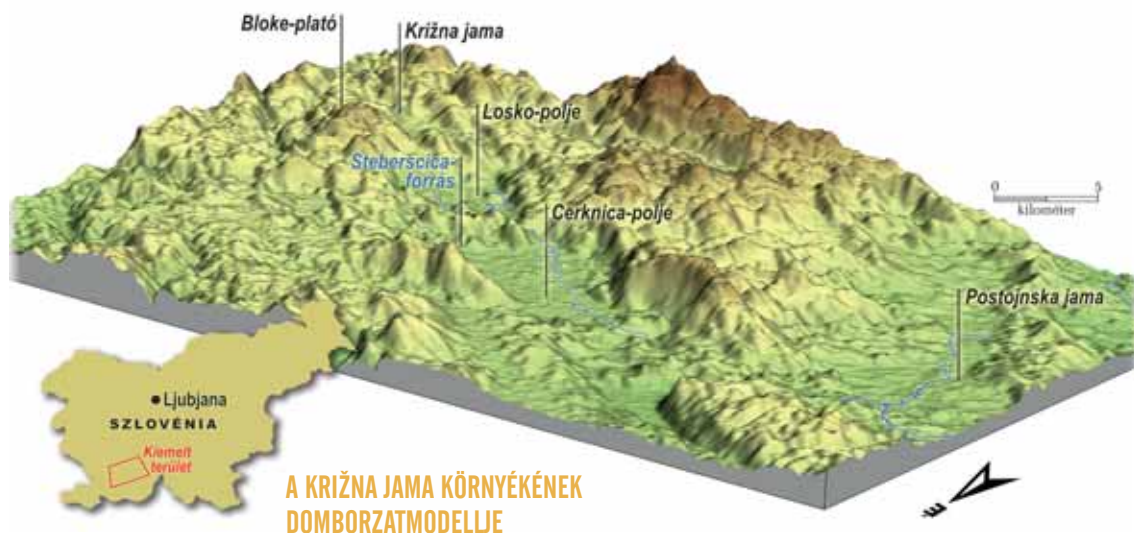 Bloke-plató
Križna jama
Losko-polje
Steberščica-
forrás
Cerknica-polje
0 5
kilométer
Postojnska jama
Ljubjana
SZLOVÉNIA
Kiemelt
terület
É
A KRIŽNA JAMA KÖRNYÉKÉNEK
DOMBORZATMODELLJE